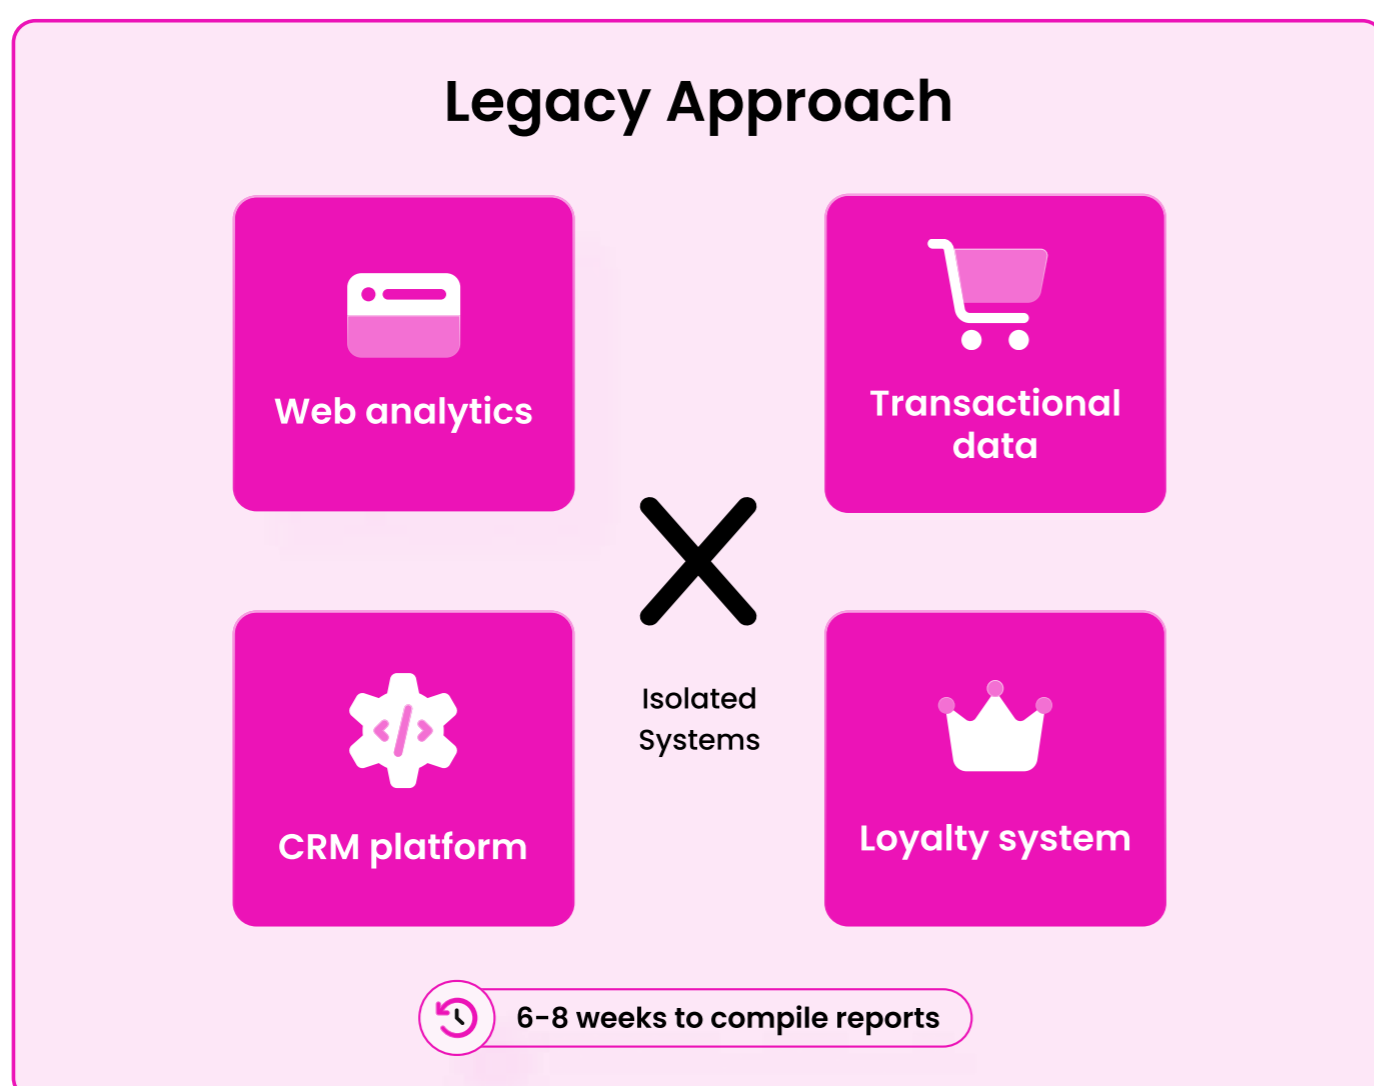 Legacy Approach
Web analytics
Transactional
data
Isolated
Systems
CRM platform
Loyalty system
6-8 weeks to compile reports